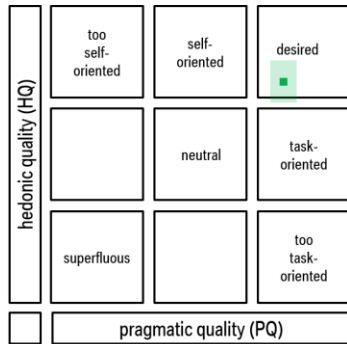 too
self-
oriented
self-
oriented
desired
hedonic quality (HQ)
neutral
task-
oriented
superfluous
too
task-
oriented
pragmatic quality (PQ)